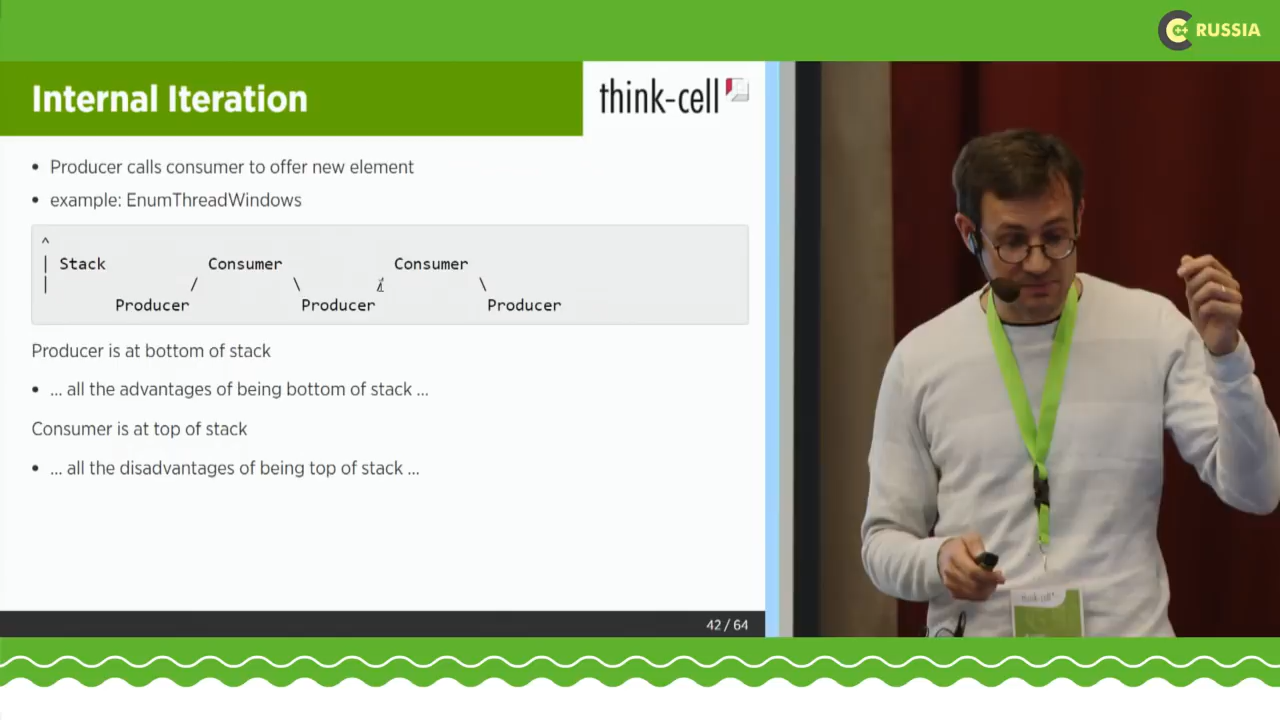 C++ RUSSIA
Internal Iteration
think-cell
• Producer calls consumer to offer new element
• example: EnumThreadWindows
^
| Stack Consumer Consumer
| / \ / \
Producer Producer Producer
Producer is at bottom of stack
• ... all the advantages of being bottom of stack ...
Consumer is at top of stack
• ... all the disadvantages of being top of stack ...
42 / 64
think-cell